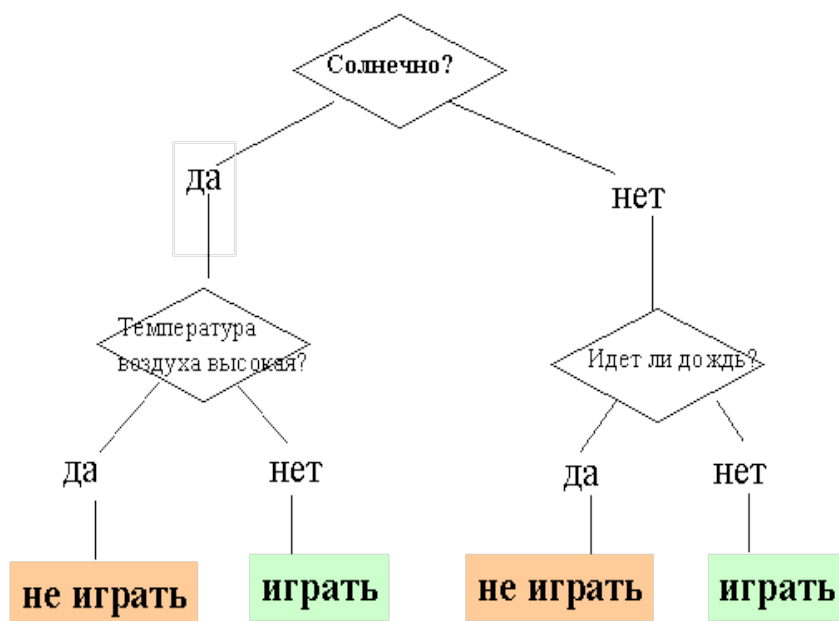 Солнечно?
да
нет
Температура
воздуха высокая?
Идет ли дождь?
да
нет
да
нет
не играть
играть
не играть
играть